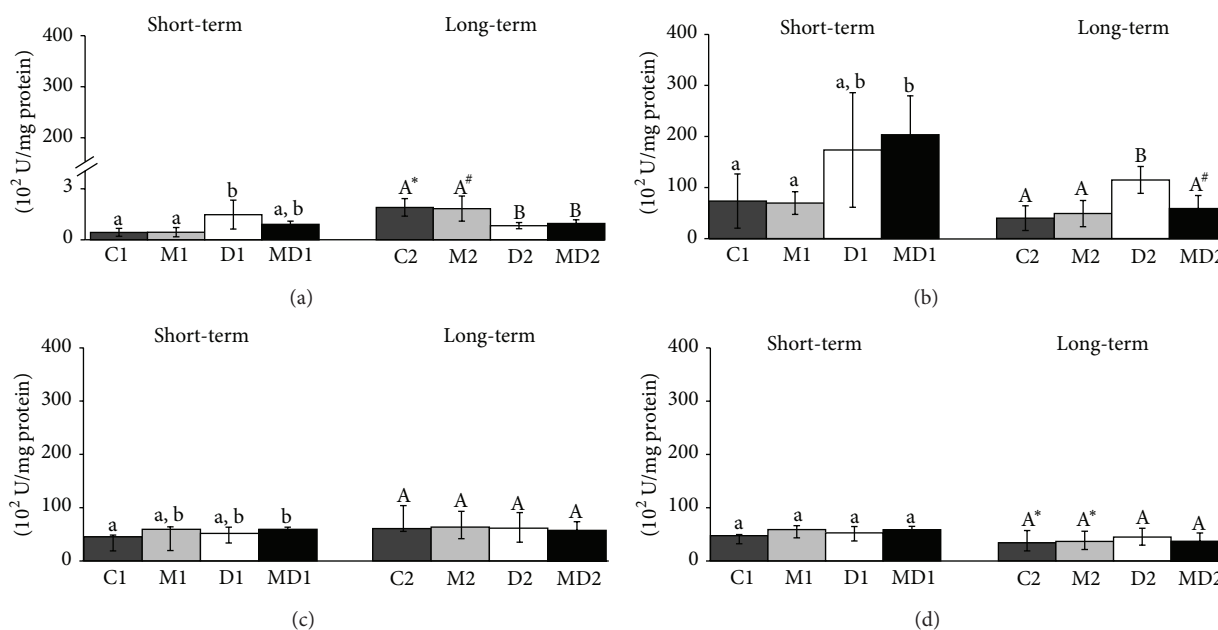 Short-term Long-term
(10² U/mg protein)
400
300
200
3
0
a a b a, b A* A# B B
C1 M1 D1 MD1 C2 M2 D2 MD2
(a)
Short-term Long-term
(10² U/mg protein)
400
300
200
100
0
a a a, b b A A B A#
C1 M1 D1 MD1 C2 M2 D2 MD2
(b)
Short-term Long-term
(10² U/mg protein)
400
300
200
100
0
a a, b a, b b A A A A
C1 M1 D1 MD1 C2 M2 D2 MD2
(c)
Short-term Long-term
(10² U/mg protein)
400
300
200
100
0
a a a a A* A* A A
C1 M1 D1 MD1 C2 M2 D2 MD2
(d)